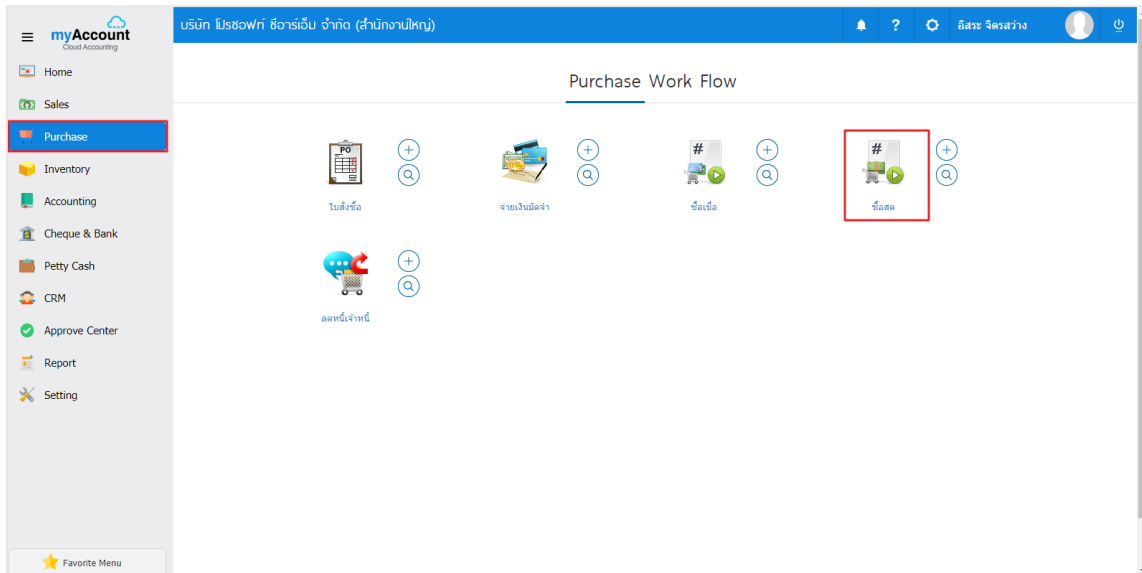 myAccount
Cloud Accounting
บริษัท โปรซอฟท์ ซีอาร์เอ็ม จำกัด (สำนักงานใหญ่)
?
อิสระ จิตรสว่าง
Home
Sales
Purchase
Inventory
Accounting
Cheque & Bank
Petty Cash
CRM
Approve Center
Report
Setting
Favorite Menu
Purchase Work Flow
PO
ใบสั่งซื้อ
จ่ายเงินมัดจำ
#
ซื้อเชื่อ
#
ซื้อสด
ลดหนี้เจ้าหนี้